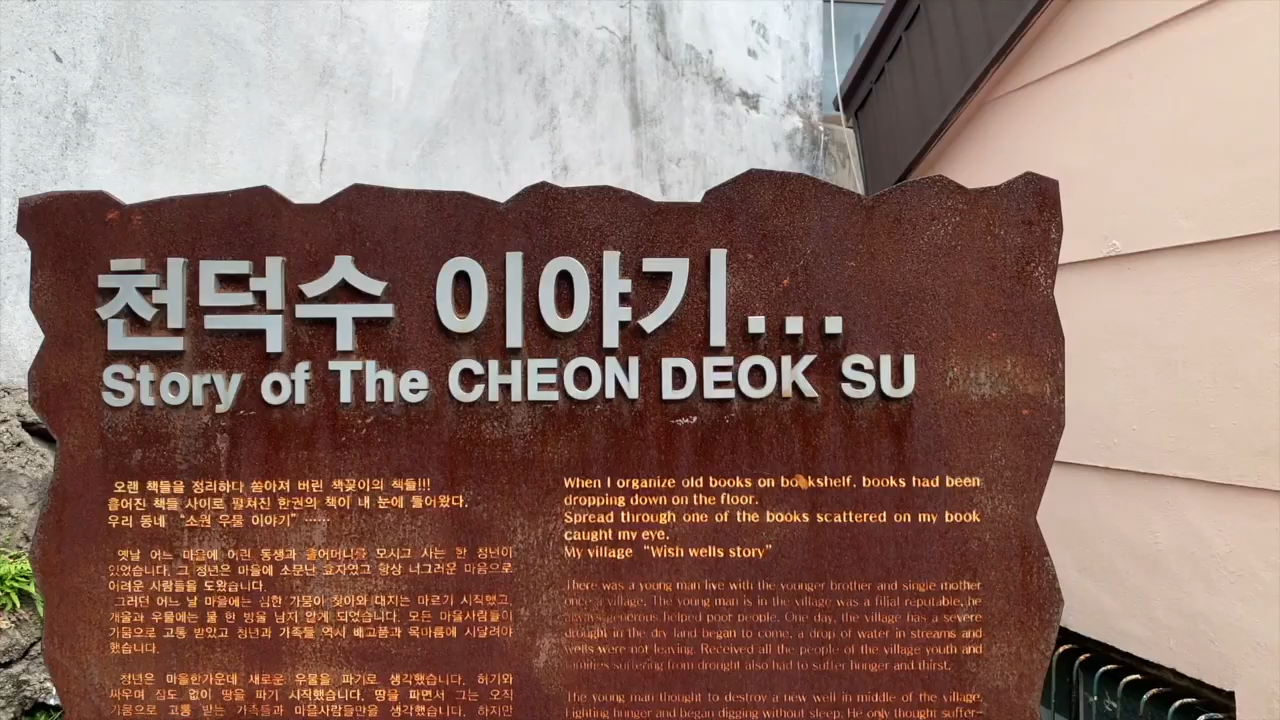 천덕수 이야기...
Story of The CHEON DEOK SU
오랜 책들을 정리하다 쏟아져 버린 책꽂이의 책들!!!
흩어진 책들 사이로 펼쳐진 한권의 책이 내 눈에 들어왔다.
우리 동네 “소원 우물 이야기” ……
옛날 어느 마을에 어린 동생과 홀어머니를 모시고 사는 한 청년이
있었습니다. 그 청년은 마을에 소문난 효자였고 항상 너그러운 마음으로
어려운 사람들을 도왔습니다.
그러던 어느 날 마을에는 심한 가뭄이 찾아와 대지는 마르기 시작했고,
개울과 우물에는 물 한 방울 남지 않게 되었습니다. 모든 마을사람들이
가뭄으로 고통 받았고 청년과 가족들 역시 배고픔과 목마름에 시달려야
했습니다.
청년은 마을한가운데 새로운 우물을 파기로 생각했습니다. 허기와
싸우며 잠도 없이 땅을 파기 시작했습니다. 땅을 파면서 그는 오직
가뭄으로 고통 받는 가족들과 마을사람들만을 생각했습니다. 하지만
When I organize old books on bookshelf, books had been
dropping down on the floor.
Spread through one of the books scattered on my book
caught my eye.
My village “Wish wells story”
There was a young man live with the younger brother and single mother
once a village. The young man is in the village was a filial reputable, he
always generous helped poor people. One day, the village has a severe
drought in the dry land began to come, a drop of water in streams and
wells were not leaving. Received all the people of the village youth and
families suffering from drought also had to suffer hunger and thirst.
The young man thought to destroy a new well in middle of the village.
Fighting hunger and began digging without sleep. He only thought suffer-